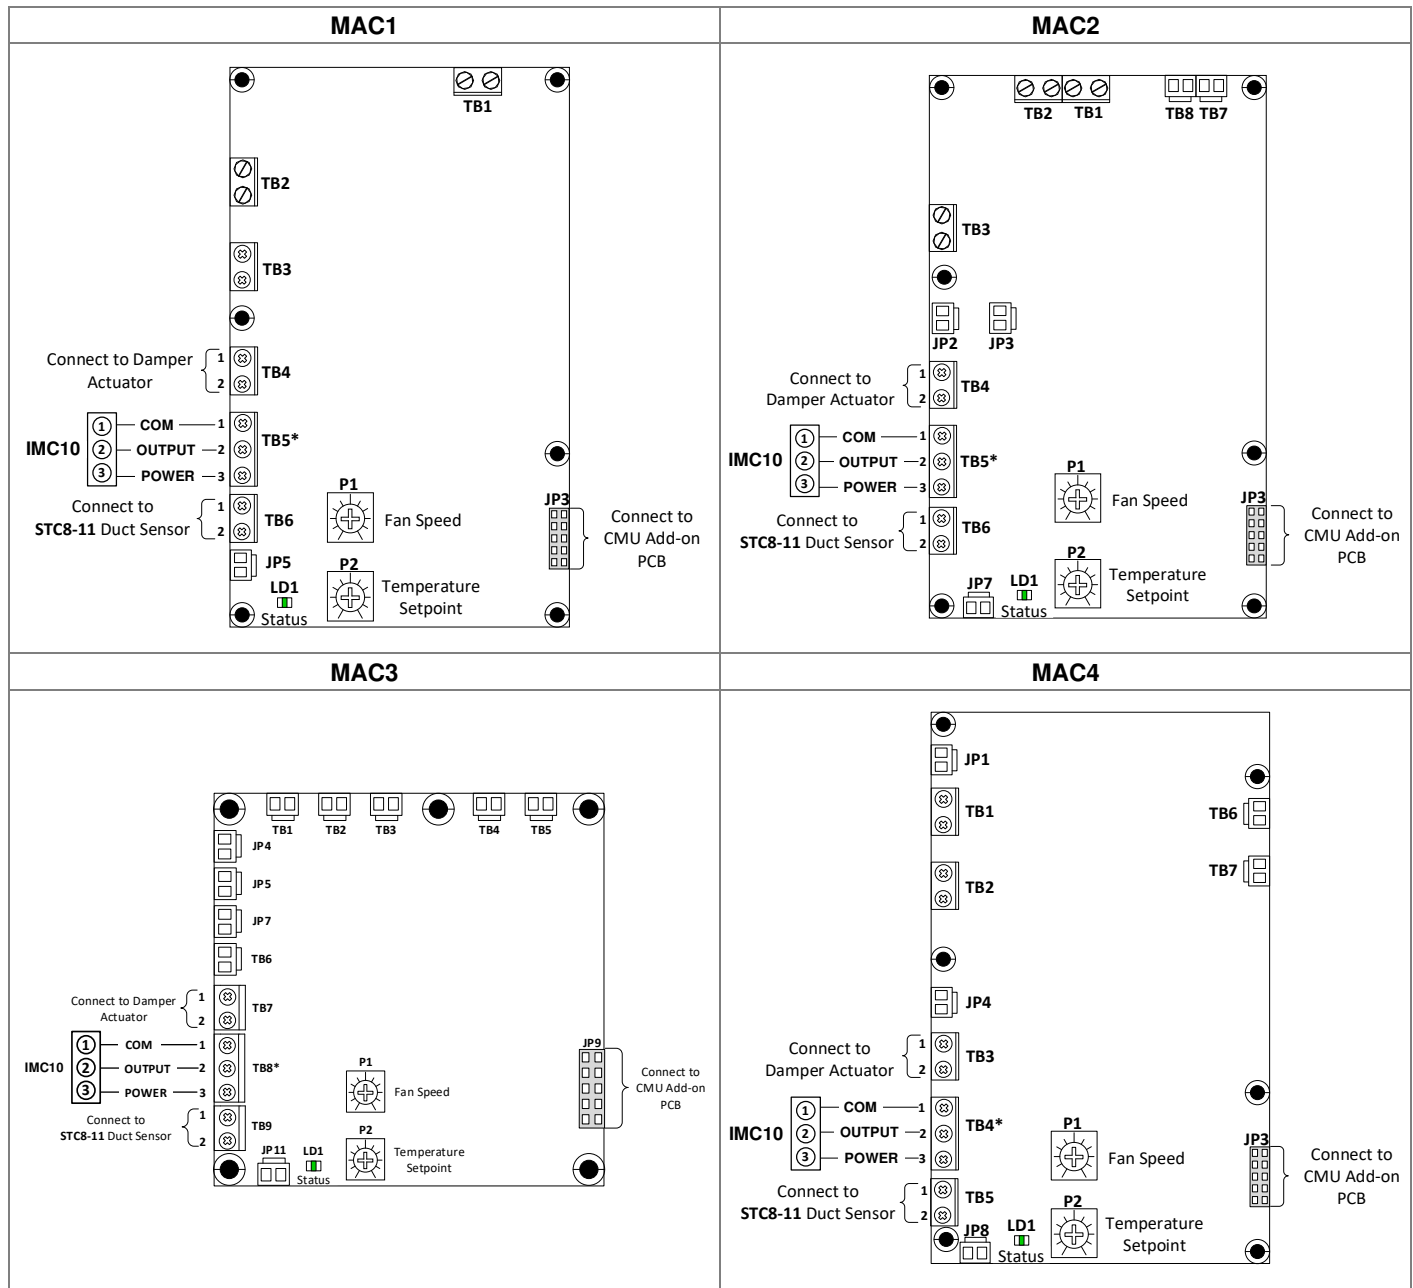 MAC1
MAC2
TB1
TB2
TB3
Connect to Damper
Actuator
1
2
TB4
IMC10
1 COM 1
2 OUTPUT 2
3 POWER 3
TB5*
Connect to
STC8-11 Duct Sensor
1
2
TB6
JP5
LD1
Status
P1
Fan Speed
P2
Temperature
Setpoint
JP3
Connect to
CMU Add-on
PCB
TB2 TB1
TB8 TB7
TB3
JP2
JP3
Connect to
Damper Actuator
1
2
TB4
IMC10
1 COM 1
2 OUTPUT 2
3 POWER 3
TB5*
Connect to
STC8-11 Duct Sensor
1
2
TB6
JP7
LD1
Status
P1
Fan Speed
P2
Temperature
Setpoint
JP3
Connect to
CMU Add-on
PCB
MAC3
MAC4
TB1 TB2 TB3 TB4 TB5
JP4
JP5
JP7
TB6
Connect to Damper
Actuator
1
2
TB7
IMC10
1 COM 1
2 OUTPUT 2
3 POWER 3
TB8*
Connect to
STC8-11 Duct Sensor
1
2
TB9
JP11
LD1
Status
P1
Fan Speed
P2
Temperature
Setpoint
JP9
Connect to
CMU Add-on
PCB
JP1
TB1
TB6
TB7
TB2
JP4
Connect to
Damper Actuator
1
2
TB3
IMC10
1 COM 1
2 OUTPUT 2
3 POWER 3
TB4*
Connect to
STC8-11 Duct Sensor
1
2
TB5
JP8
LD1
Status
P1
Fan Speed
P2
Temperature
Setpoint
JP3
Connect to
CMU Add-on
PCB